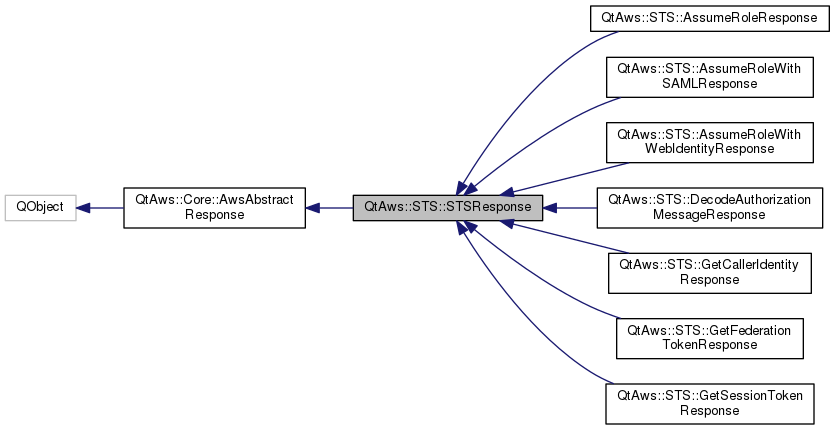 QtAws::STS::AssumeRoleResponse
QtAws::STS::AssumeRoleWith
SAMLResponse
QtAws::STS::AssumeRoleWith
WebIdentityResponse
QObject
QtAws::Core::AwsAbstract
Response
QtAws::STS::STSResponse
QtAws::STS::DecodeAuthorization
MessageResponse
QtAws::STS::GetCallerIdentity
Response
QtAws::STS::GetFederation
TokenResponse
QtAws::STS::GetSessionToken
Response